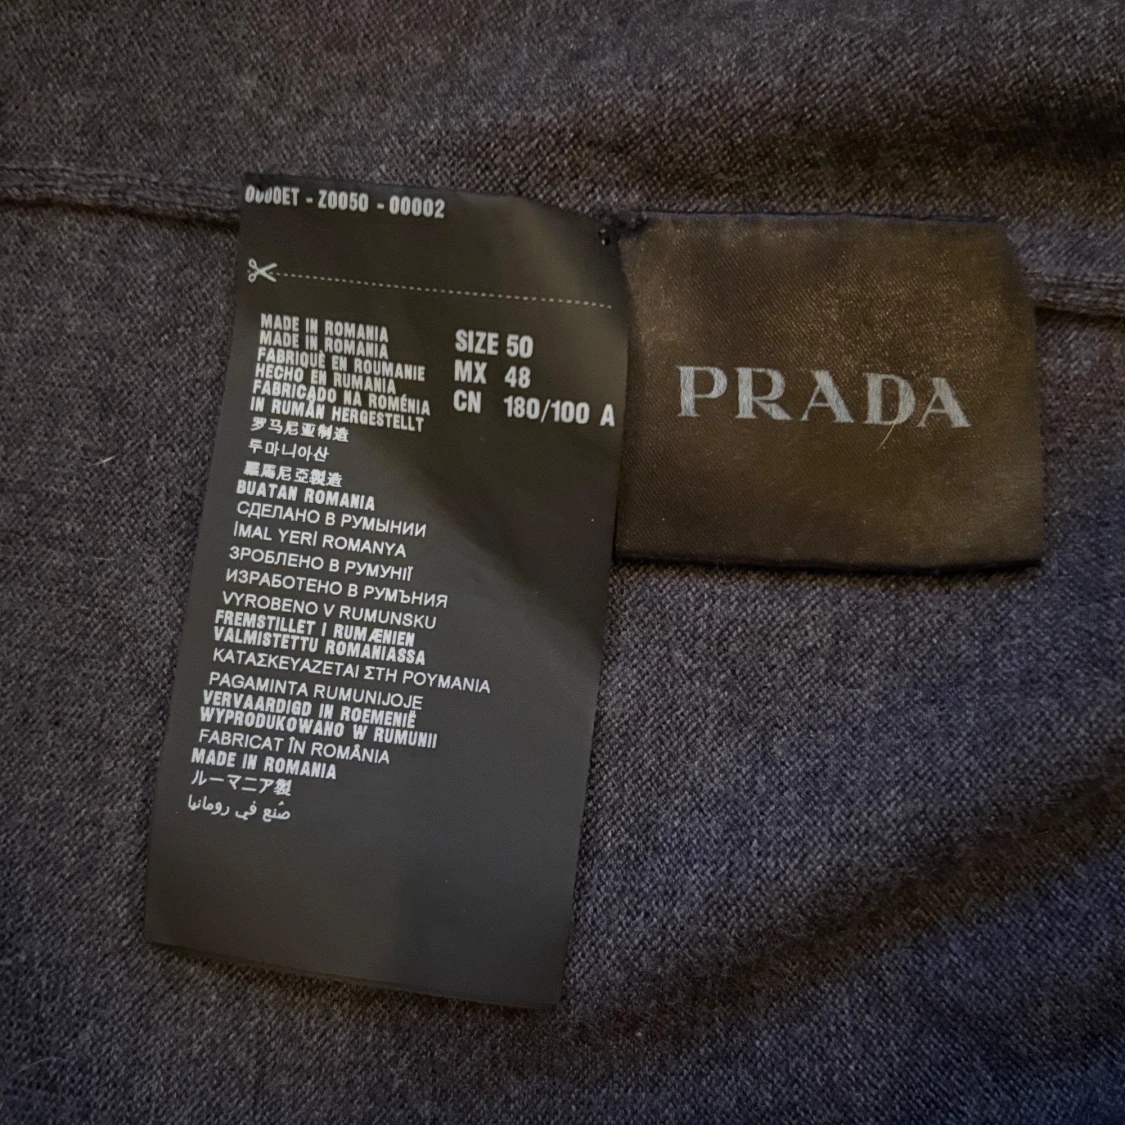 0000ET - Z0050 - 00002
MADE IN ROMANIA
MADE IN ROMANIA
FABRIQUÉ EN ROUMANIE
HECHO EN RUMANIA
FABRICADO NA ROMÉNIA
IN RUMÄN HERGESTELLT
罗马尼亚制造
루마니아산
羅馬尼亞製造
BUATAN ROMANIA
СДЕЛАНО В РУМЫНИИ
İMAL YERİ ROMANYA
ЗРОБЛЕНО В РУМУНІЇ
ИЗРАБОТЕНО В РУМЪНИЯ
VYROBENO V RUMUNSKU
FREMSTILLET I RUMÆNIEN
VALMISTETTU ROMANIASSA
ΚΑΤΑΣΚΕΥΑΖΕΤΑΙ ΣΤΗ ΡΟΥΜΑΝΙΑ
PAGAMINTA RUMUNIJOJE
VERVAARDIGD IN ROEMENIË
WYPRODUKOWANO W RUMUNII
FABRICAT ÎN ROMÂNIA
MADE IN ROMANIA
ルーマニア製
صُنع في رومانيا
SIZE 50
MX 48
CN 180/100 A
PRADA